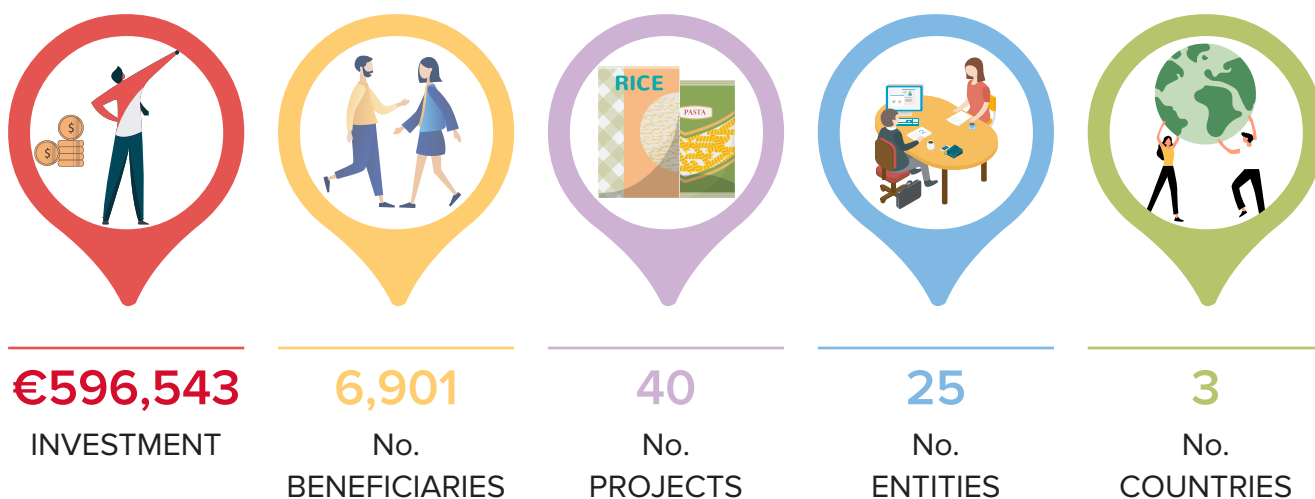 RICE
PASTA
$
$
€596,543
INVESTMENT
6,901
No.
BENEFICIARIES
40
No.
PROJECTS
25
No.
ENTITIES
3
No.
COUNTRIES